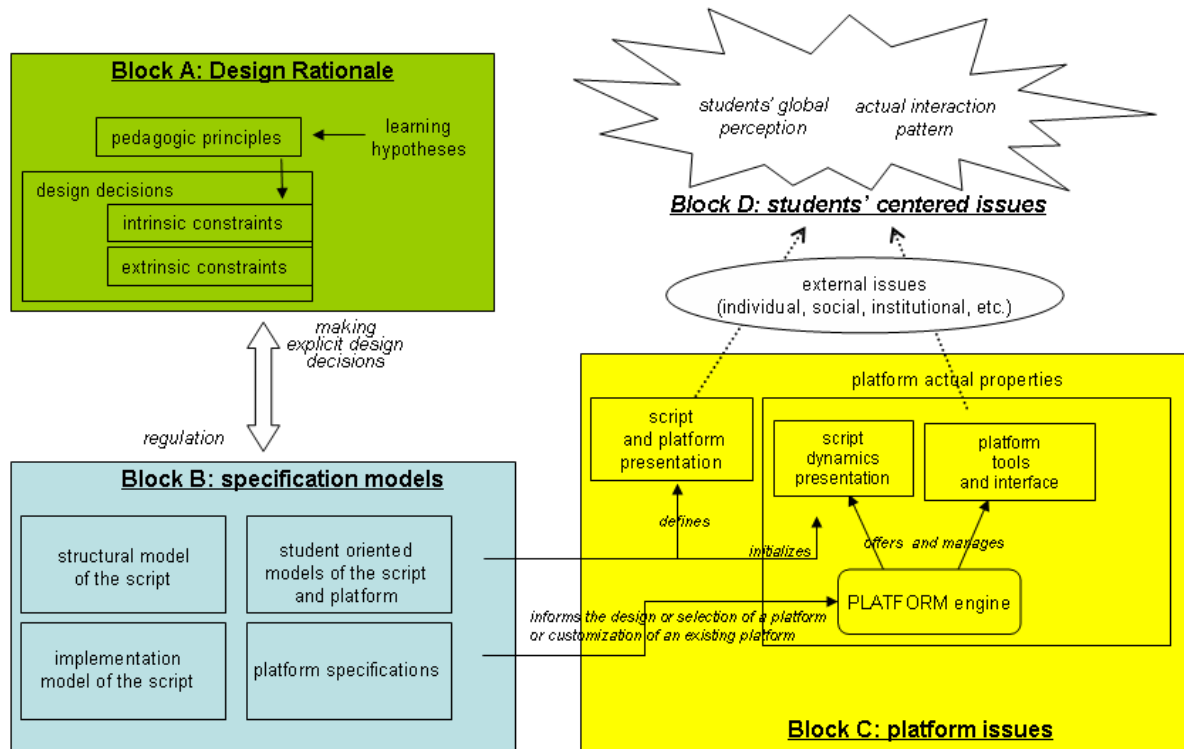 Block A: Design Rationale
pedagogic principles
learning
hypotheses
design decisions
intrinsic constraints
extrinsic constraints
making
explicit design
decisions
regulation
Block B: specification models
structural model
of the script
student oriented
models of the script
and platform
implementation
model of the script
platform specifications
students' global
perception
actual interaction
pattern
Block D: students' centered issues
external issues
(individual, social, institutional, etc.)
platform actual properties
script
and platform
presentation
script
dynamics
presentation
platform
tools
and interface
defines
initializes
offers and manages
informs the design or selection of a platform
or customization of an existing platform
PLATFORM engine
Block C: platform issues